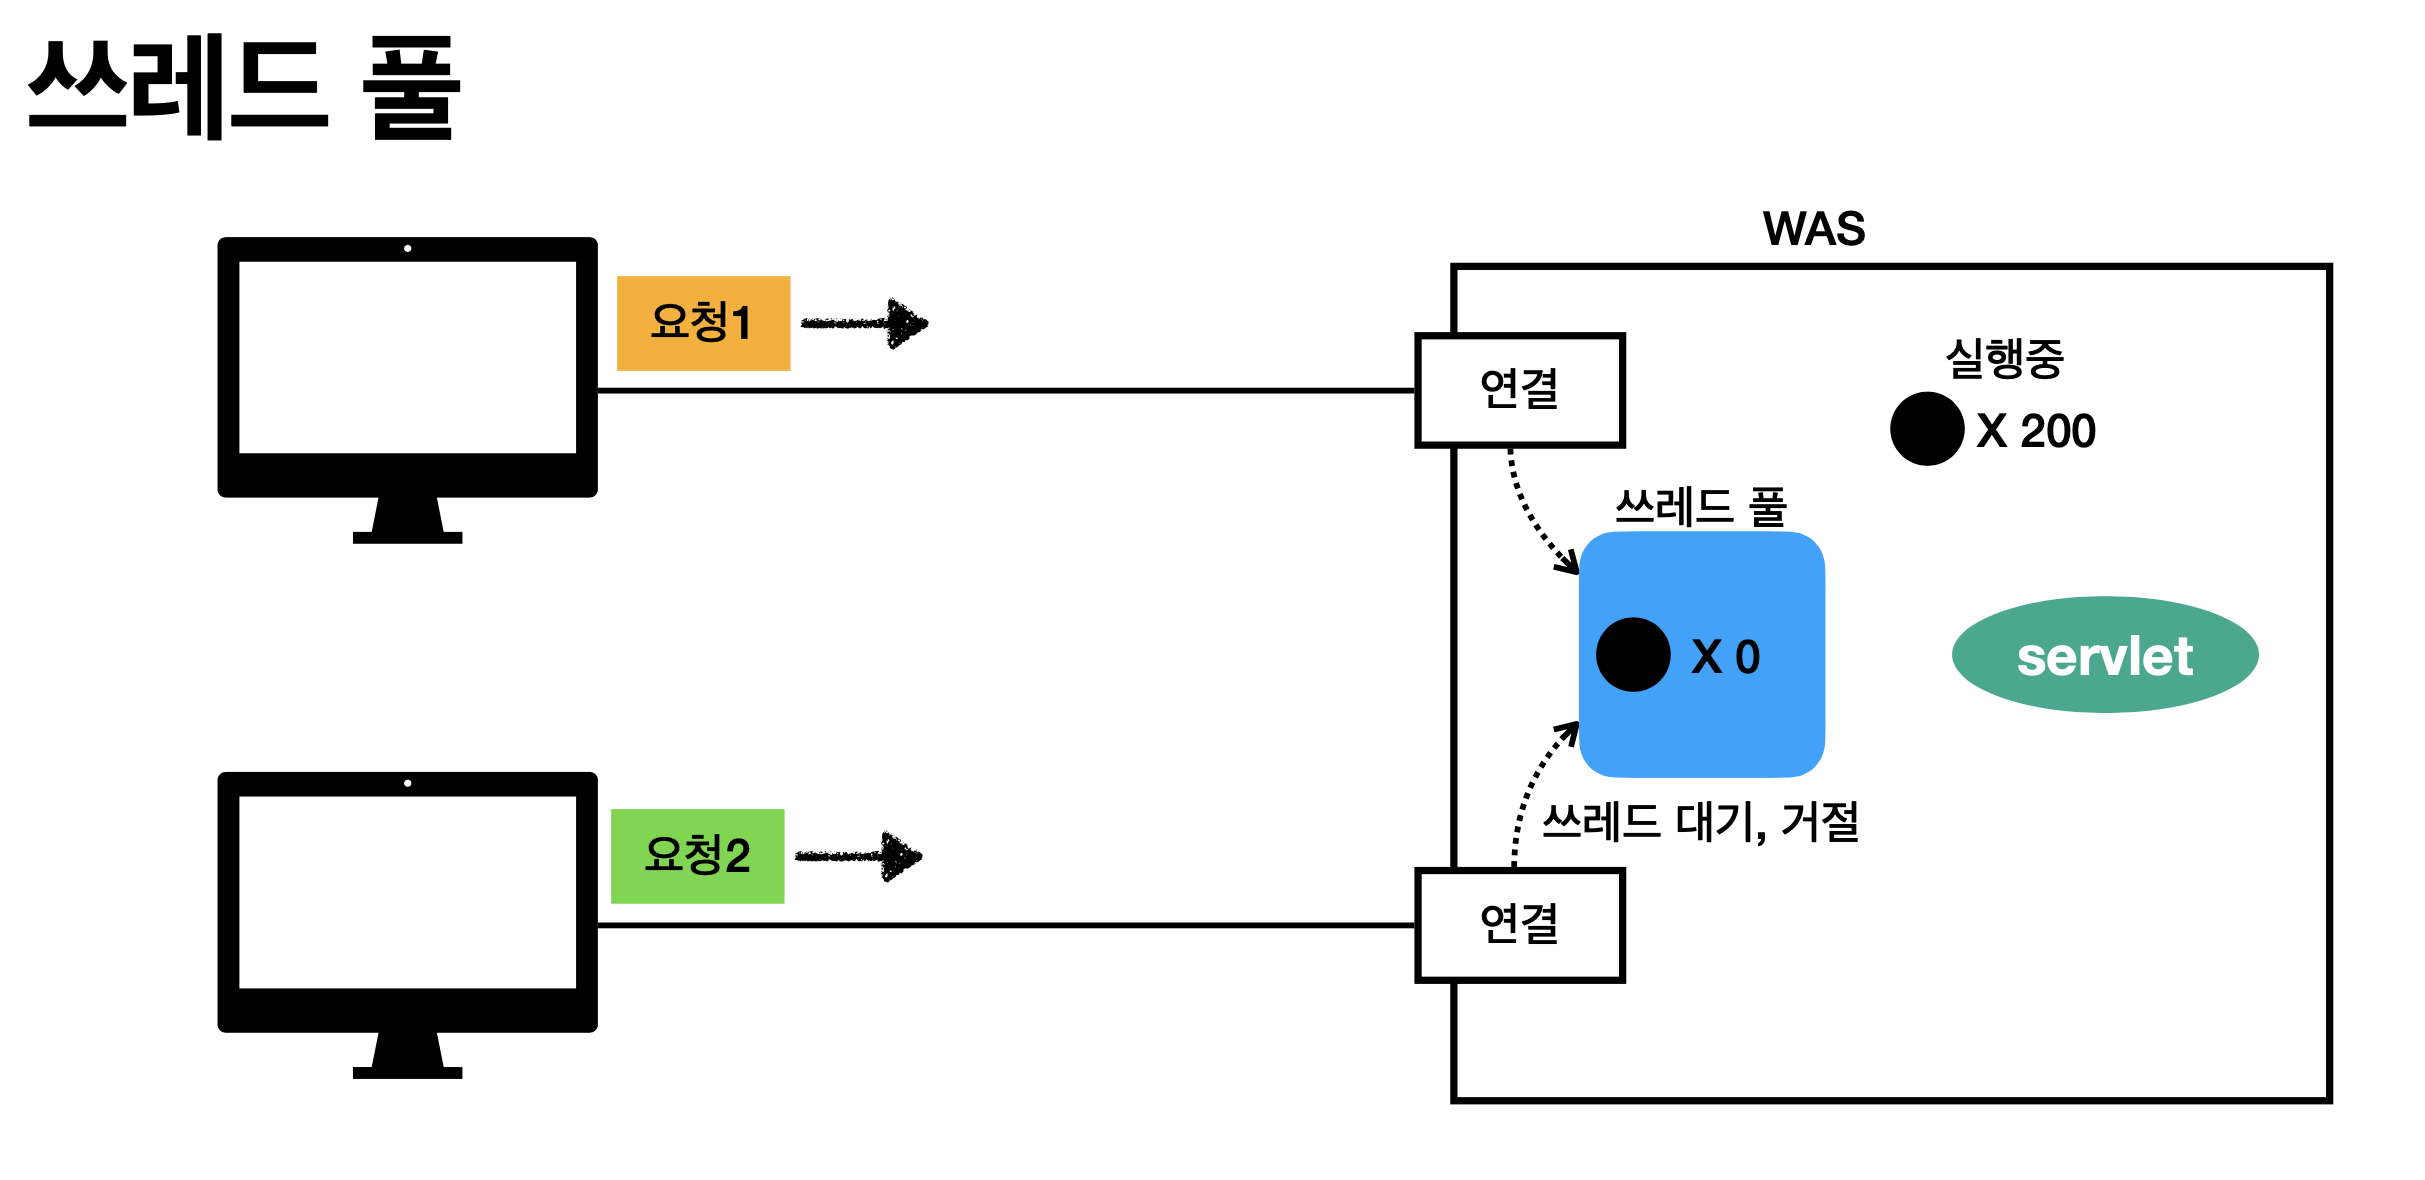 쓰레드 풀
WAS
요청1
연결
실행중
X 200
쓰레드 풀
X 0
servlet
쓰레드 대기, 거절
요청2
연결